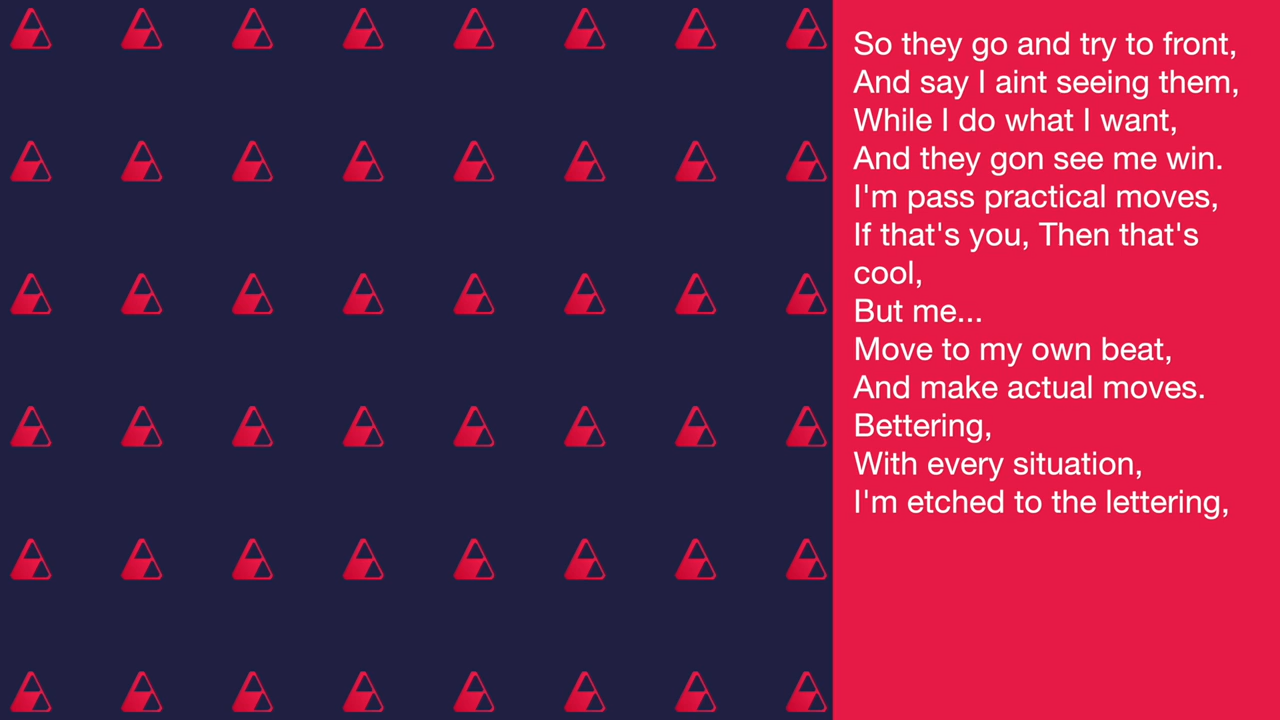 So they go and try to front,
And say I aint seeing them,
While I do what I want,
And they gon see me win.
I'm pass practical moves,
If that's you, Then that's
cool,
But me...
Move to my own beat,
And make actual moves.
Bettering,
With every situation,
I'm etched to the lettering,